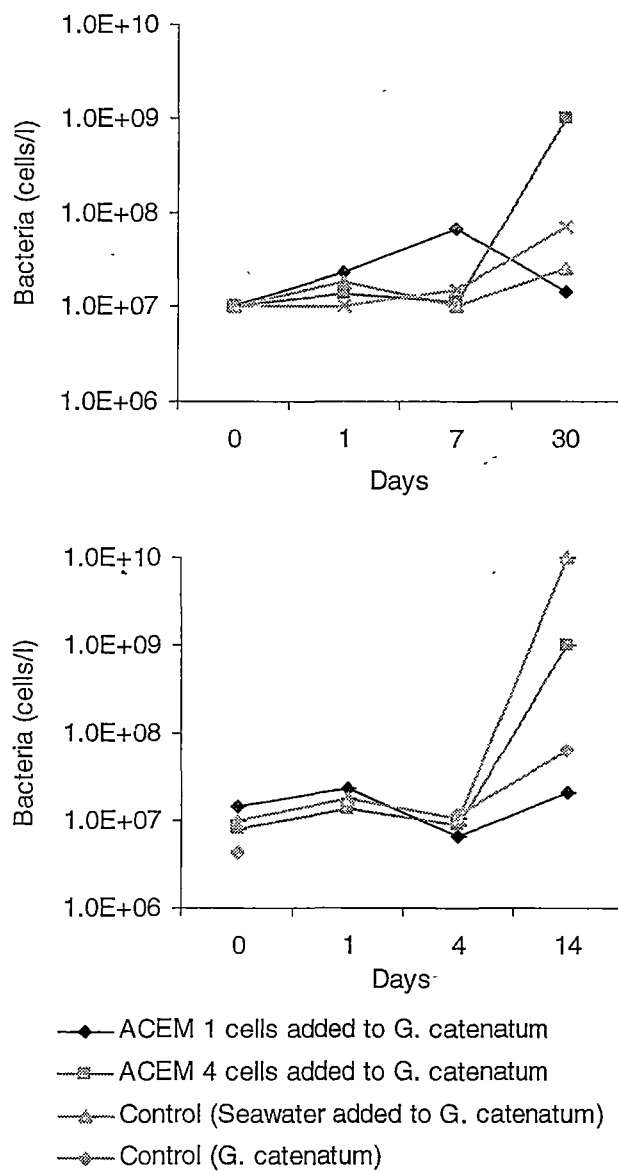 1.0E+10
1.0E+09
1.0E+08
1.0E+07
1.0E+06
Bacteria (cells/l)
0 1 7 30
Days
1.0E+10
1.0E+09
1.0E+08
1.0E+07
1.0E+06
Bacteria (cells/l)
0 1 4 14
Days
ACEM 1 cells added to G. catenatum
ACEM 4 cells added to G. catenatum
Control (Seawater added to G. catenatum)
Control (G. catenatum)